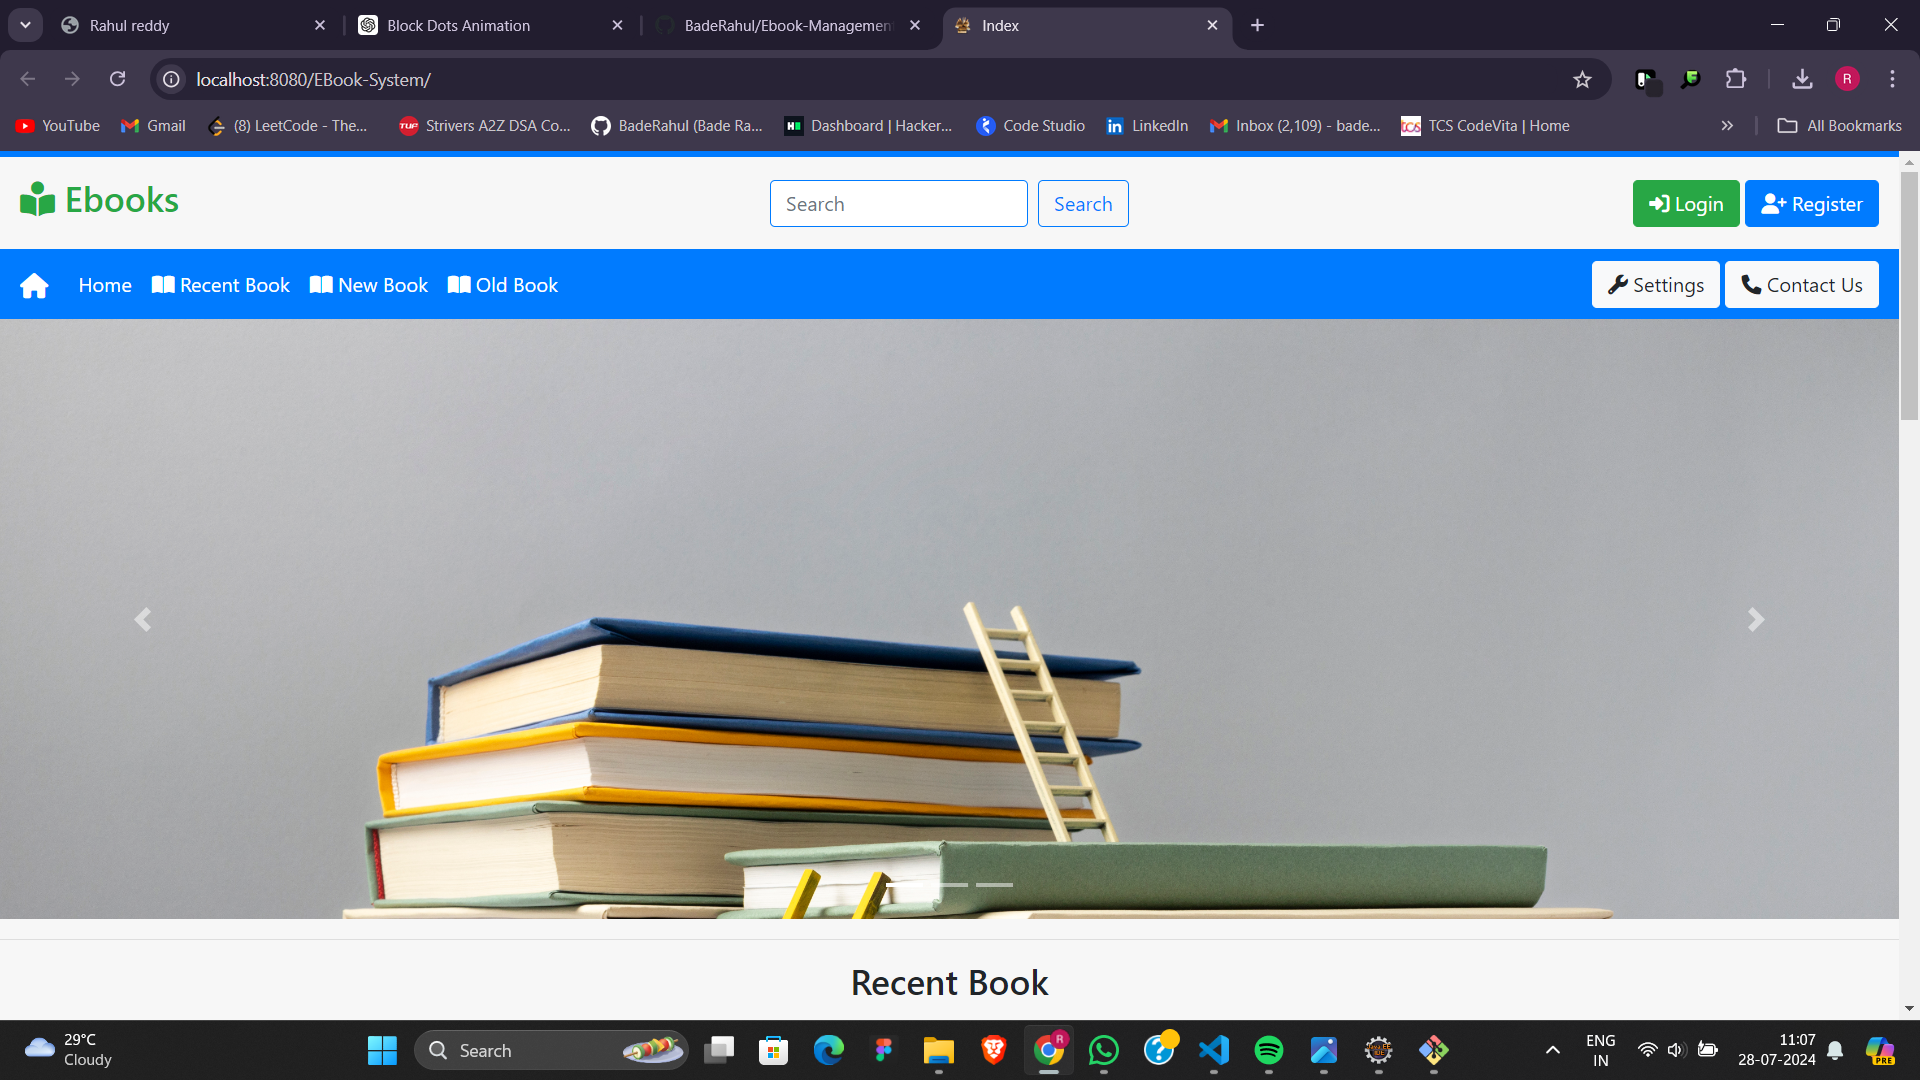 Rahul reddy
Block Dots Animation
BadeRahul/Ebook-Managemen
Index
localhost:8080/EBook-System/
R
YouTube
Gmail
(8) LeetCode - The...
Strivers A2Z DSA Co...
BadeRahul (Bade Ra...
Dashboard | Hacker...
Code Studio
LinkedIn
Inbox (2,109) - bade...
TCS CodeVita | Home
All Bookmarks
Ebooks
Search
Search
Login
Register
Home
Recent Book
New Book
Old Book
Settings
Contact Us
Recent Book
29°C
Cloudy
Search
R
ENG
IN
11:07
28-07-2024
PRE